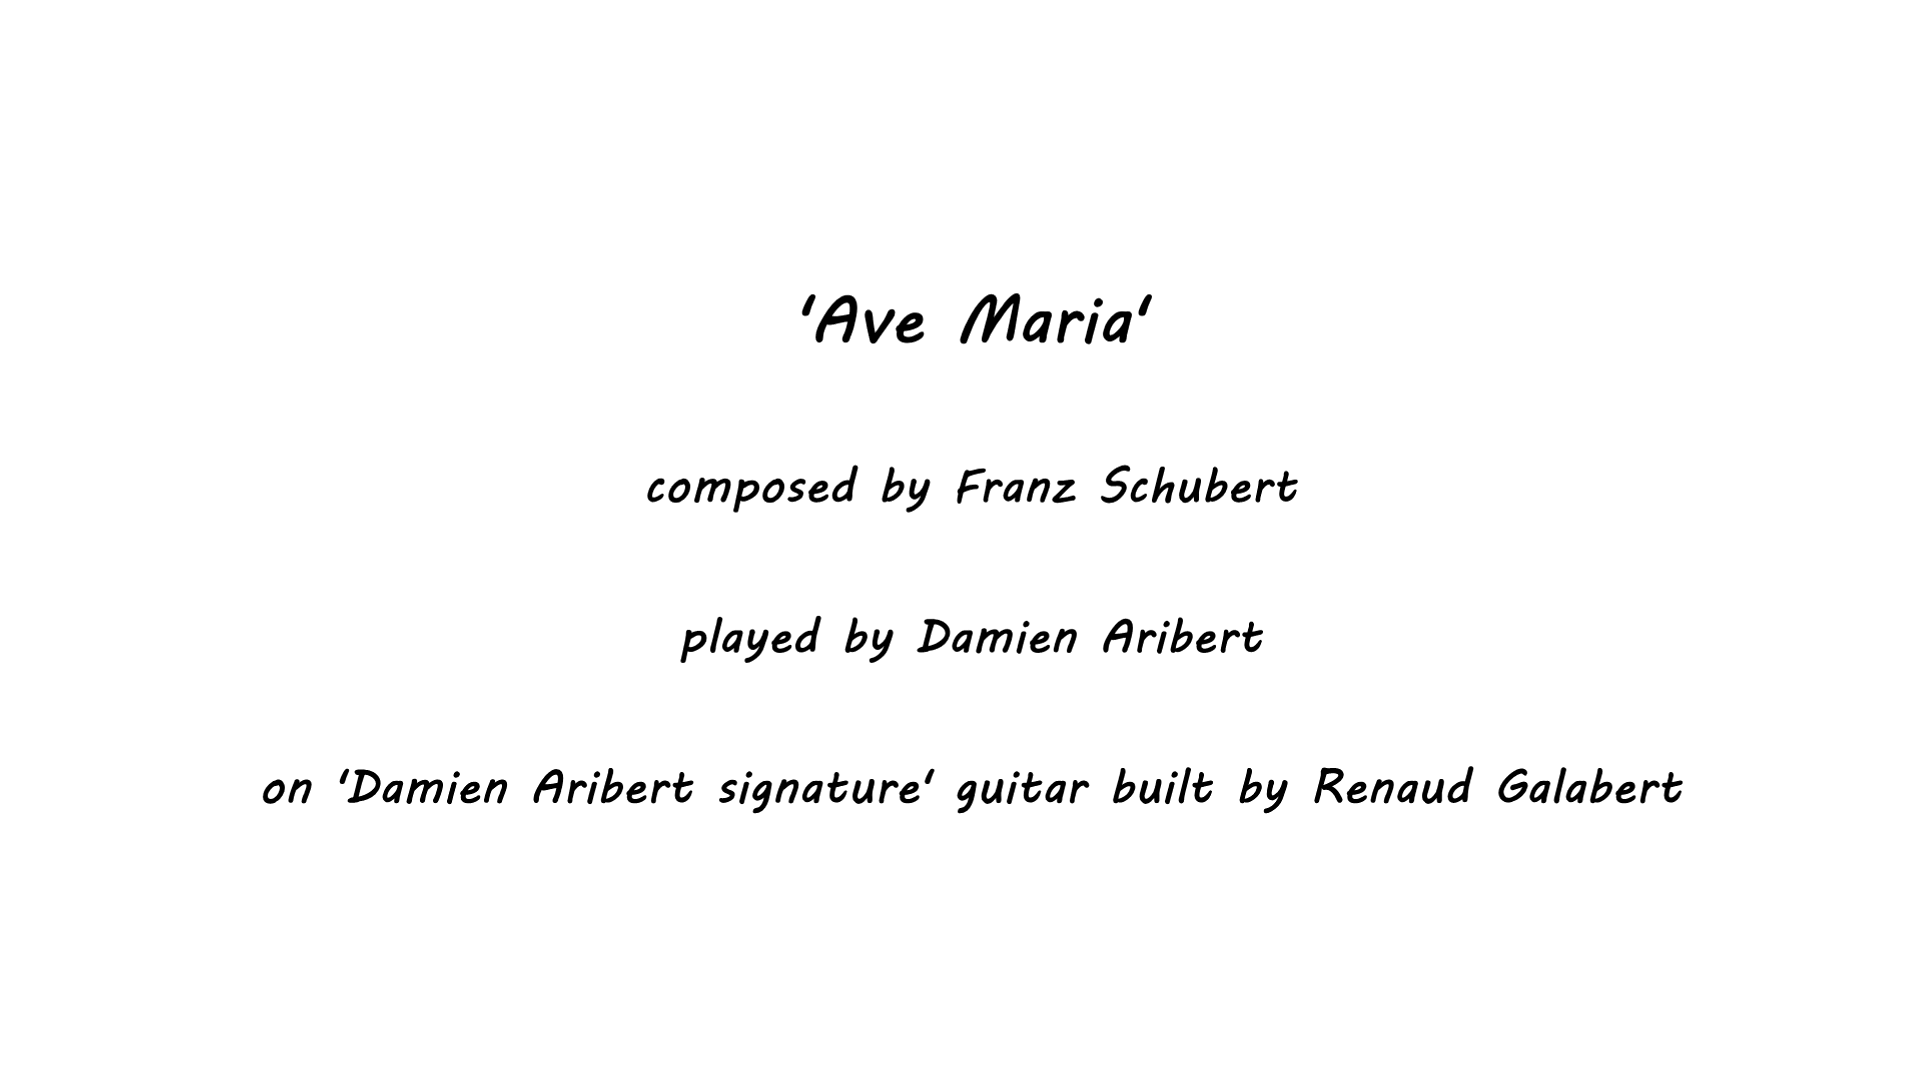 'Ave Maria'
composed by Franz Schubert
played by Damien Aribert
on 'Damien Aribert signature' guitar built by Renaud Galabert